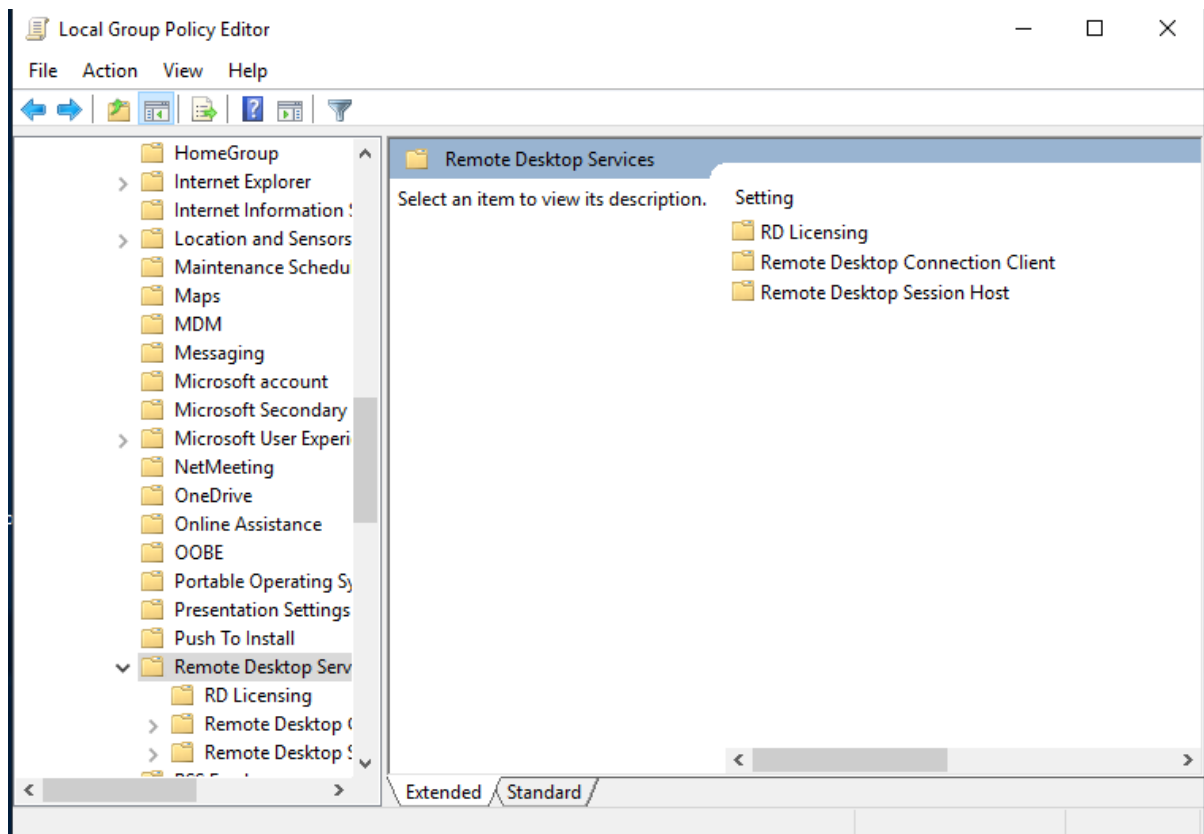 Local Group Policy Editor
File Action View Help
HomeGroup
Internet Explorer
Internet Information
Location and Sensors
Maintenance Schedu
Maps
MDM
Messaging
Microsoft account
Microsoft Secondary
Microsoft User Experi
NetMeeting
OneDrive
Online Assistance
OOBE
Portable Operating Sy
Presentation Settings
Push To Install
Remote Desktop Serv
RD Licensing
Remote Desktop
Remote Desktop
Remote Desktop Services
Select an item to view its description.
Setting
RD Licensing
Remote Desktop Connection Client
Remote Desktop Session Host
Extended Standard